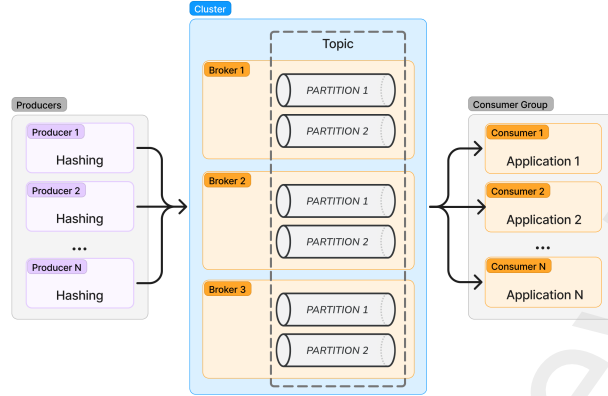 Cluster
Topic
Broker 1
PARTITION 1
PARTITION 2
Broker 2
PARTITION 1
PARTITION 2
Broker 3
PARTITION 1
PARTITION 2
Producers
Producer 1
Hashing
Producer 2
Hashing
...
Producer N
Hashing
Consumer Group
Consumer 1
Application 1
Consumer 2
Application 2
...
Consumer N
Application N